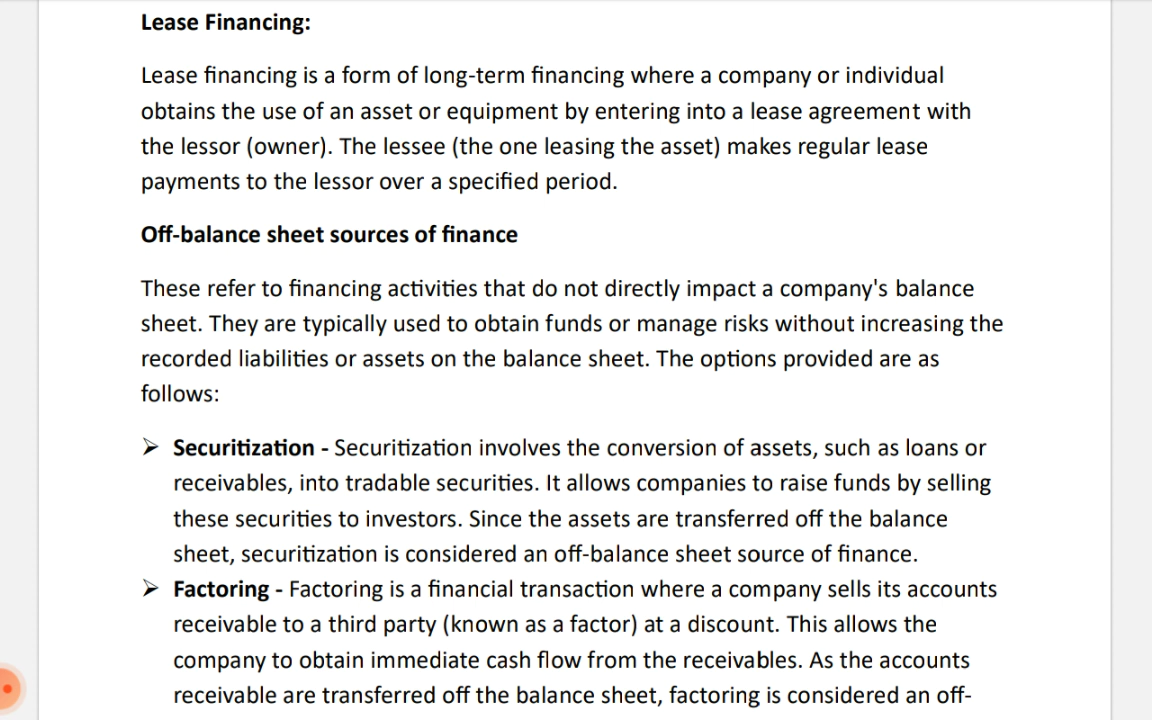 Lease Financing:
Lease financing is a form of long-term financing where a company or individual
obtains the use of an asset or equipment by entering into a lease agreement with
the lessor (owner). The lessee (the one leasing the asset) makes regular lease
payments to the lessor over a specified period.
Off-balance sheet sources of finance
These refer to financing activities that do not directly impact a company's balance
sheet. They are typically used to obtain funds or manage risks without increasing the
recorded liabilities or assets on the balance sheet. The options provided are as
follows:
➢ Securitization - Securitization involves the conversion of assets, such as loans or
receivables, into tradable securities. It allows companies to raise funds by selling
these securities to investors. Since the assets are transferred off the balance
sheet, securitization is considered an off-balance sheet source of finance.
➢ Factoring - Factoring is a financial transaction where a company sells its accounts
receivable to a third party (known as a factor) at a discount. This allows the
company to obtain immediate cash flow from the receivables. As the accounts
receivable are transferred off the balance sheet, factoring is considered an off-